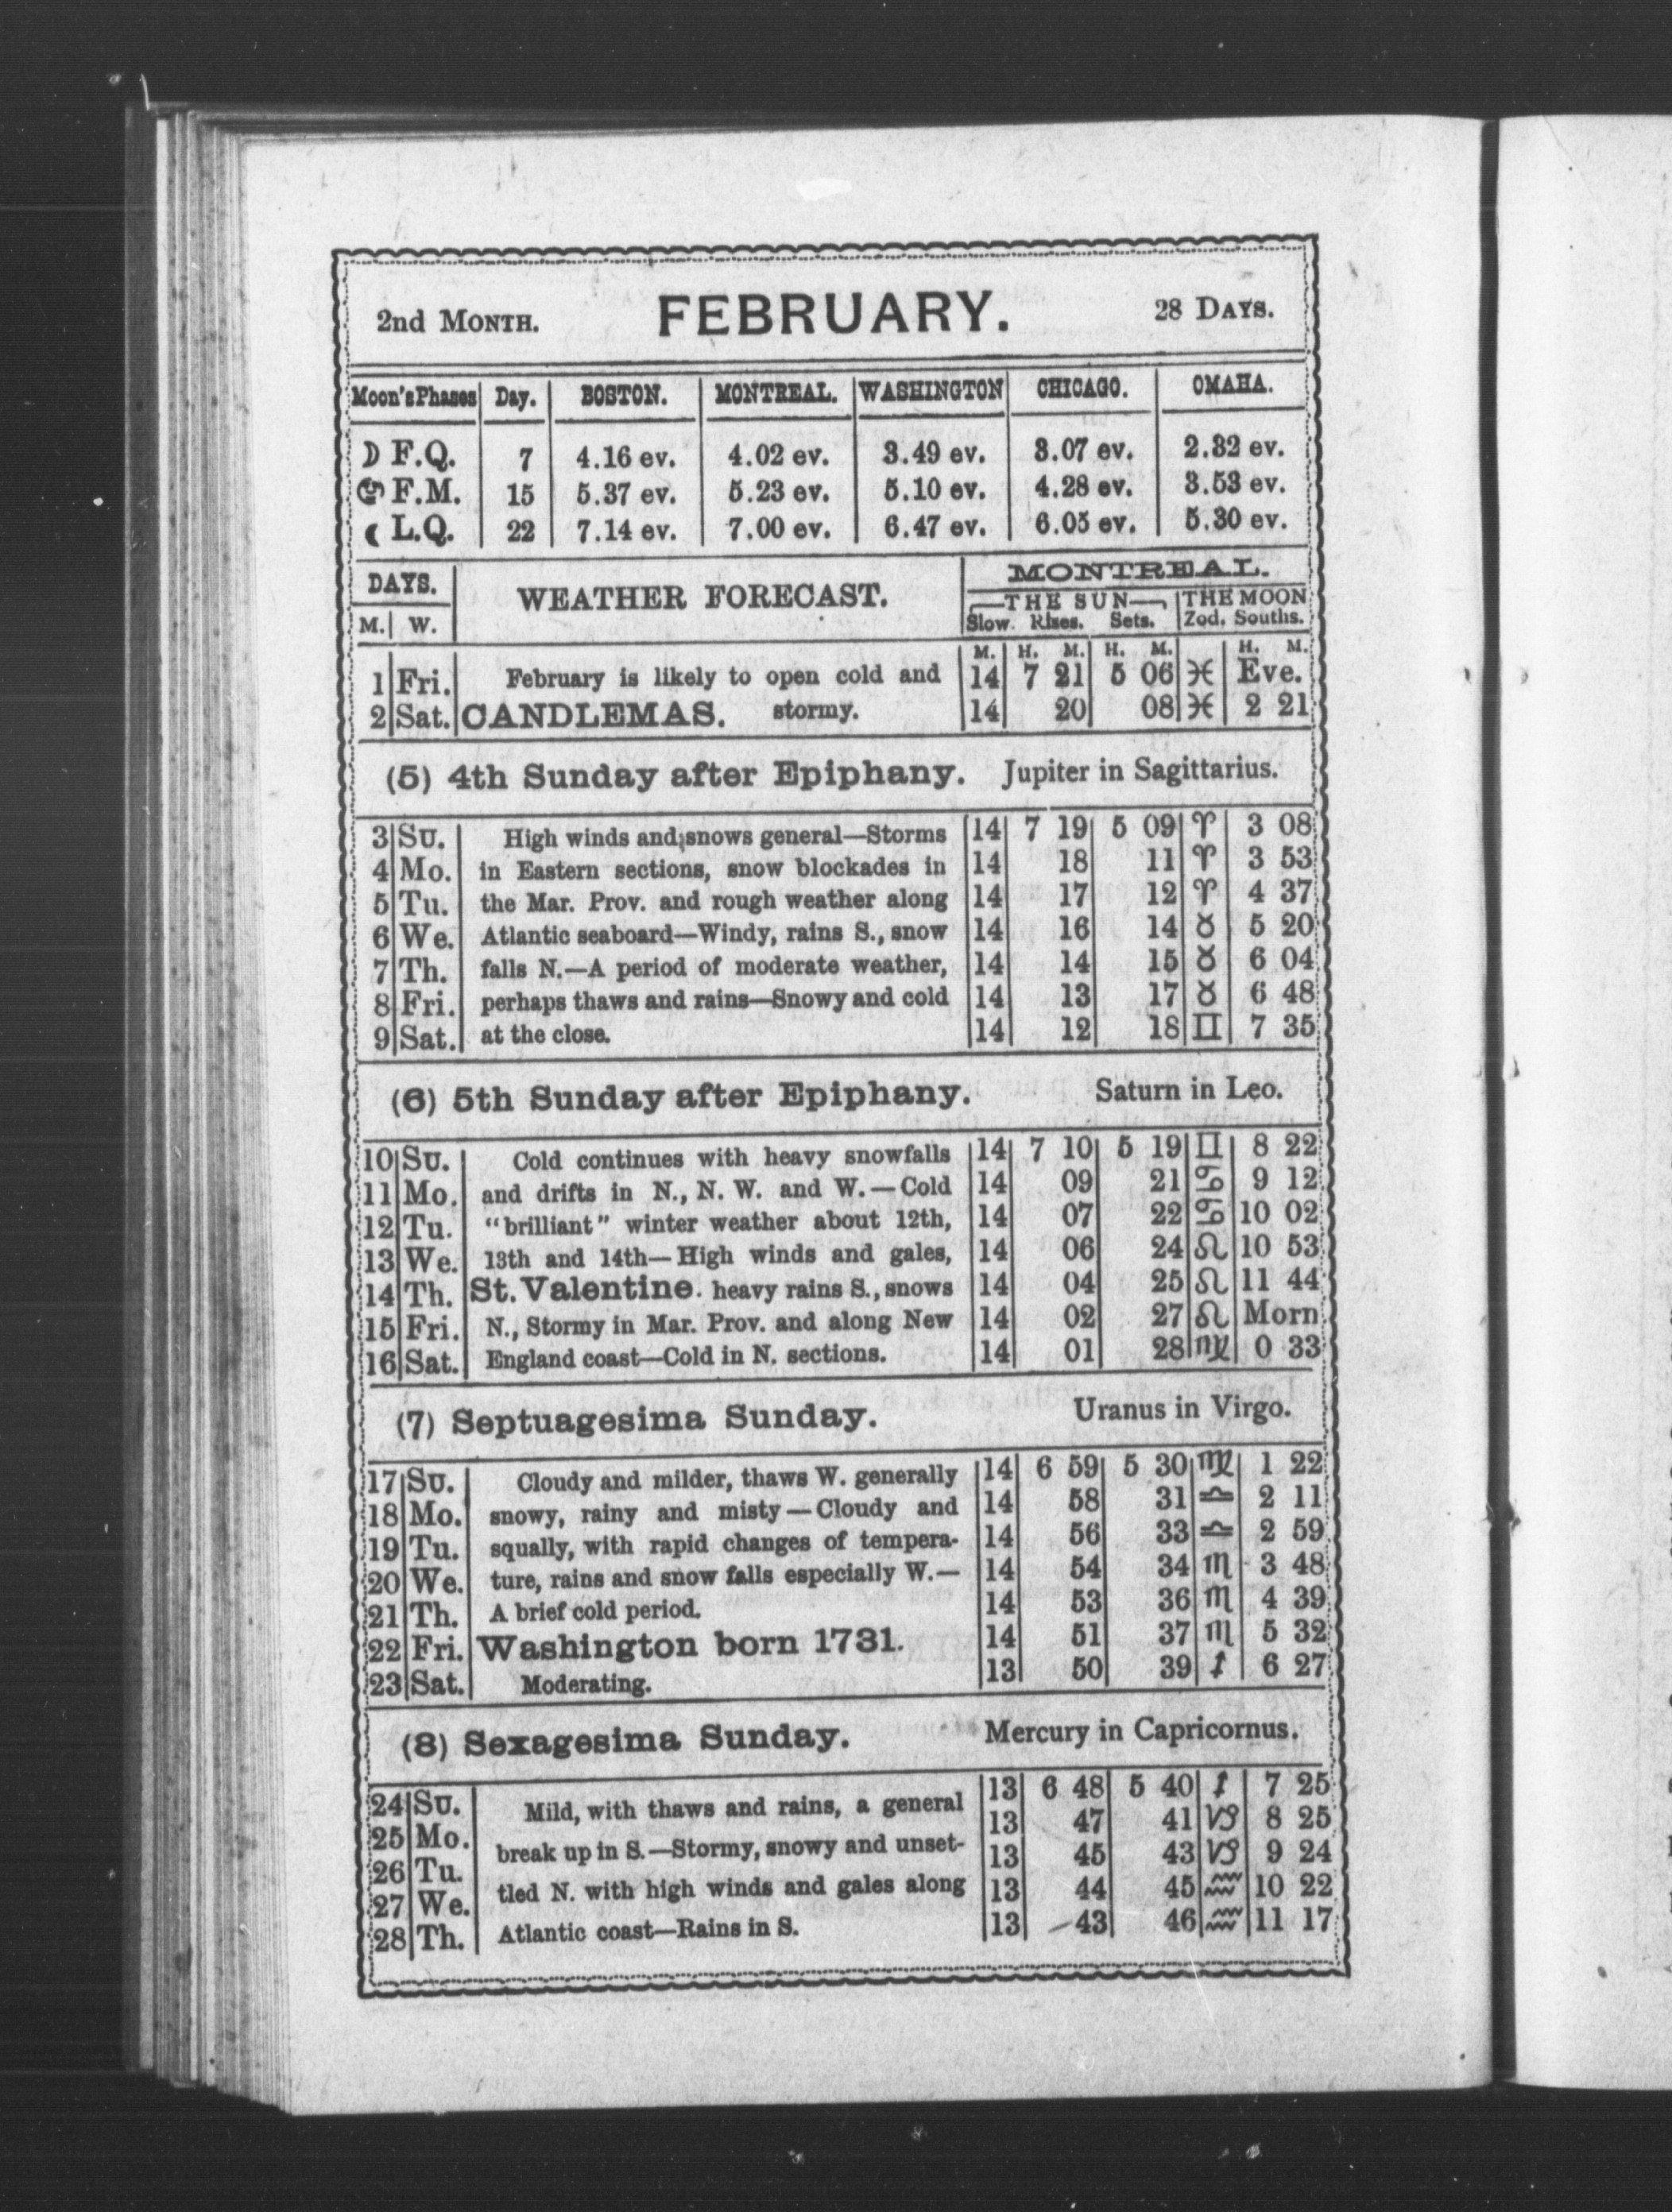 2nd MONTH. FEBRUARY. 28 DAYS.
Moon's Phases Day. BOSTON. MONTREAL. WASHINGTON CHICAGO. OMAHA.
☽ F.Q. 7 4.16 ev. 4.02 ev. 3.49 ev. 3.07 ev. 2.32 ev.
F.M. 15 5.37 ev. 5.23 ev. 5.10 ev. 4.28 ev. 3.53 ev.
☾ L.Q. 22 7.14 ev. 7.00 ev. 6.47 ev. 6.05 ev. 5.30 ev.
DAYS. WEATHER FORECAST. MONTREAL.
THE SUN THE MOON
M. W. Slow. Rises. Sets. Zod. Souths.
M. H. M. H. M. H. M.
1 Fri. February is likely to open cold and 14 7 21 5 06 ♓ Eve.
2 Sat. CANDLEMAS. stormy. 14 20 08 ♓ 2 21
(5) 4th Sunday after Epiphany. Jupiter in Sagittarius.
3 SU. High winds and snows general—Storms 14 7 19 5 09 ♈ 3 08
4 Mo. in Eastern sections, snow blockades in 14 18 11 ♈ 3 53
5 Tu. the Mar. Prov. and rough weather along 14 17 12 ♈ 4 37
6 We. Atlantic seaboard—Windy, rains S., snow 14 16 14 ♉ 5 20
7 Th. falls N.—A period of moderate weather, 14 14 15 ♉ 6 04
8 Fri. perhaps thaws and rains—Snowy and cold 14 13 17 ♉ 6 48
9 Sat. at the close. 14 12 18 ♊ 7 35
(6) 5th Sunday after Epiphany. Saturn in Leo.
10 SU. Cold continues with heavy snowfalls 14 7 10 5 19 ♊ 8 22
11 Mo. and drifts in N., N. W. and W.—Cold 14 09 21 ♋ 9 12
12 Tu. "brilliant" winter weather about 12th, 14 07 22 ♋ 10 02
13 We. 13th and 14th—High winds and gales, 14 06 24 ♌ 10 53
14 Th. St. Valentine. heavy rains S., snows 14 04 25 ♌ 11 44
15 Fri. N., Stormy in Mar. Prov. and along New 14 02 27 ♌ Morn
16 Sat. England coast—Cold in N. sections. 14 01 28 ♍ 0 33
(7) Septuagesima Sunday. Uranus in Virgo.
17 SU. Cloudy and milder, thaws W. generally 14 6 59 5 30 ♍ 1 22
18 Mo. snowy, rainy and misty—Cloudy and 14 58 31 ♎ 2 11
19 Tu. squally, with rapid changes of tempera- 14 56 33 ♎ 2 59
20 We. ture, rains and snow falls especially W.— 14 54 34 ♏ 3 48
21 Th. A brief cold period. 14 53 36 ♏ 4 39
22 Fri. Washington born 1731. 14 51 37 ♏ 5 32
23 Sat. Moderating. 13 50 39 ♐ 6 27
(8) Sexagesima Sunday. Mercury in Capricornus.
24 SU. Mild, with thaws and rains, a general 13 6 48 5 40 ♐ 7 25
25 Mo. break up in S.—Stormy, snowy and unset- 13 47 41 ♑ 8 25
26 Tu. tled N. with high winds and gales along 13 45 43 ♑ 9 24
27 We. Atlantic coast—Rains in S. 13 44 45 ♒ 10 22
28 Th. 13 43 46 ♒ 11 17